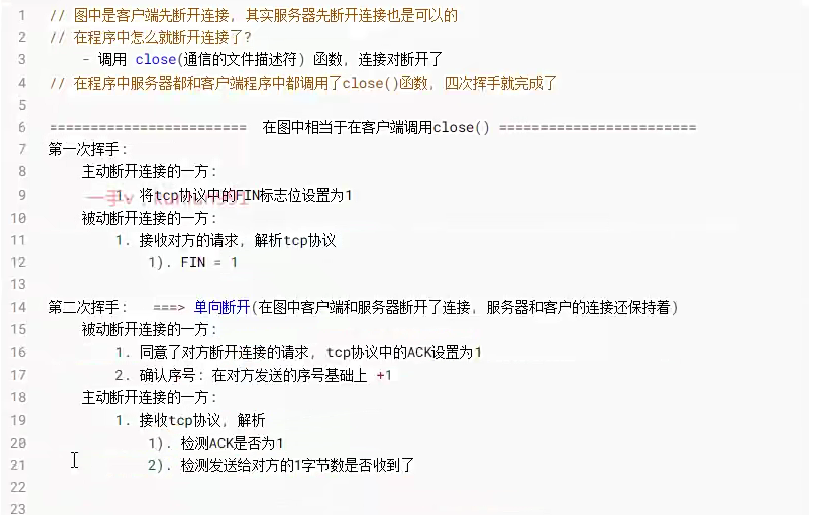 1 // 图中是客户端先断开连接, 其实服务器先断开连接也是可以的
2 // 在程序中怎么就断开连接了?
3 - 调用 close(通信的文件描述符) 函数, 连接对断开了
4 // 在程序中服务器都和客户端程序中都调用了close()函数, 四次挥手就完成了
5
6 ======================= 在图中相当于在客户端调用close() =======================
7 第一次挥手:
8 主动断开连接的一方:
9 1. 将tcp协议中的FIN标志位设置为1
10 被动断开连接的一方:
11 1. 接收对方的请求, 解析tcp协议
12 1). FIN = 1
13
14 第二次挥手: ===> 单向断开(在图中客户端和服务器断开了连接, 服务器和客户的连接还保持着)
15 被动断开连接的一方:
16 1. 同意了对方断开连接的请求, tcp协议中的ACK设置为1
17 2. 确认序号: 在对方发送的序号基础上 +1
18 主动断开连接的一方:
19 1. 接收tcp协议, 解析
20 1). 检测ACK是否为1
21 2). 检测发送给对方的1字节数是否收到了
22
23